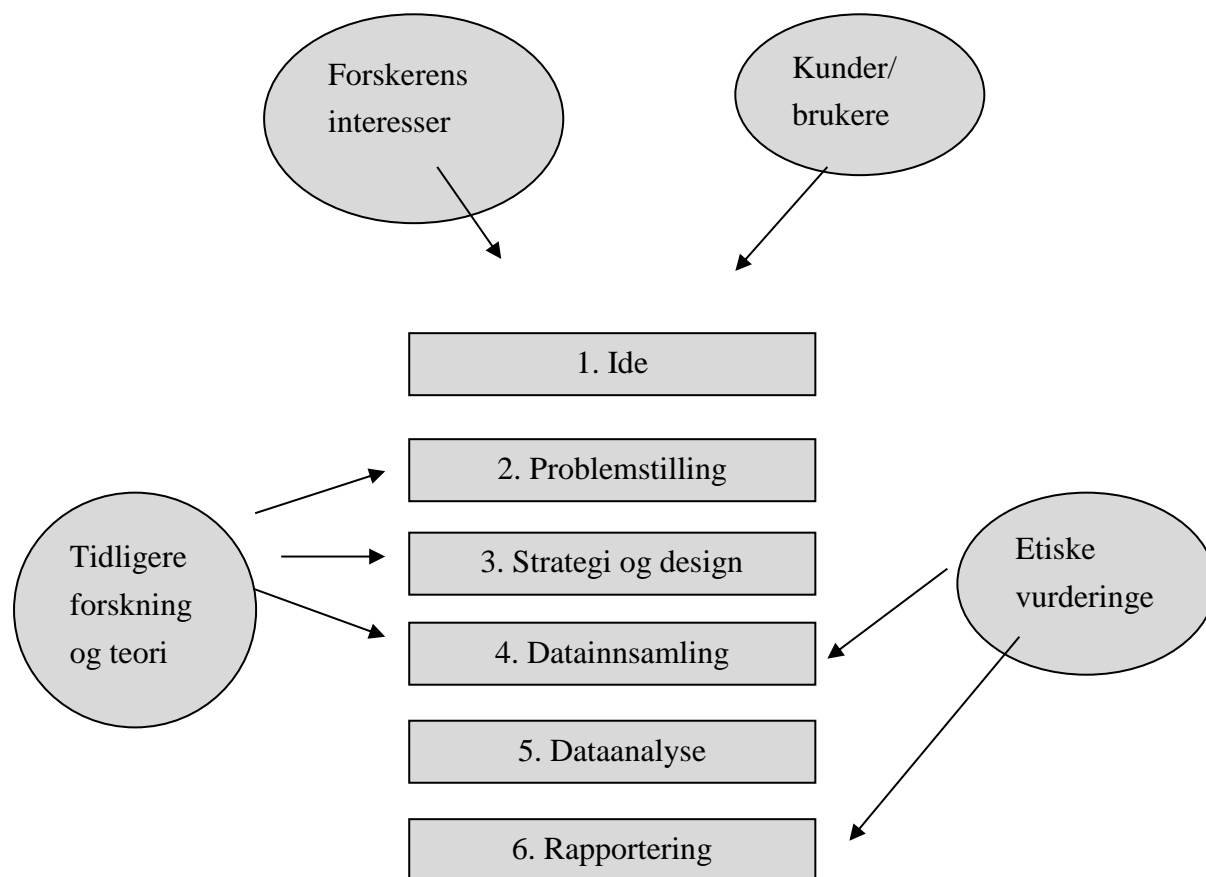 Forskerens
interesser
Kunder/
brukere
1. Ide
2. Problemstilling
3. Strategi og design
4. Datainnsamling
5. Dataanalyse
6. Rapportering
Tidligere
forskning
og teori
Etiske
vurderinge